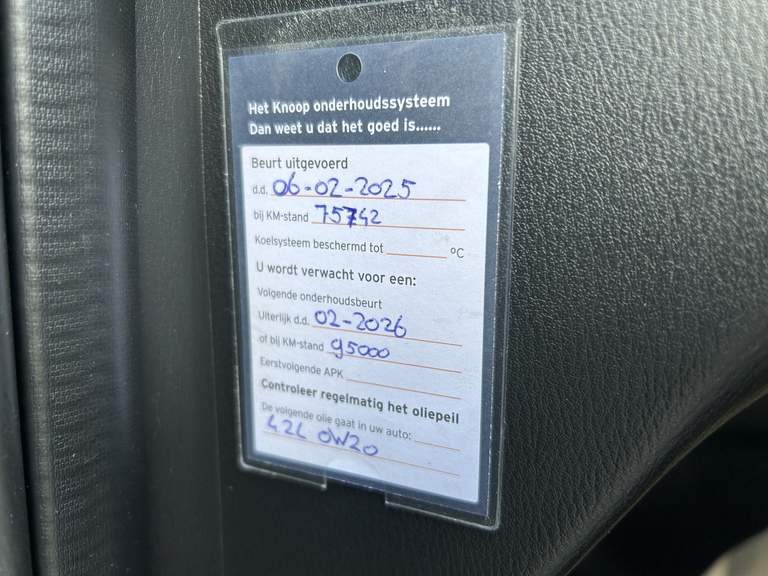 Het Knoop onderhoudssysteem
Dan weet u dat het goed is......
Beurt uitgevoerd
d.d. 06-02-2025
bij KM-stand 75742
Koelsysteem beschermd tot ºC
U wordt verwacht voor een:
Volgende onderhoudsbeurt
Uiterlijk d.d. 02-2026
of bij KM-stand 95000
Eerstvolgende APK
Controleer regelmatig het oliepeil
De volgende olie gaat in uw auto:
4.2L 0W20